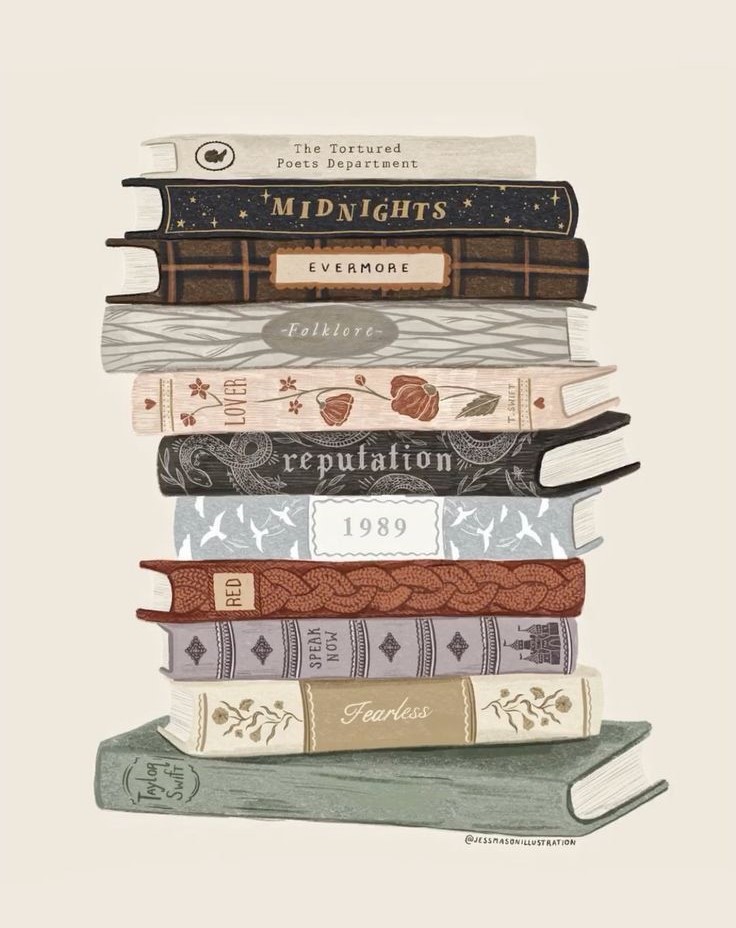 The Tortured
Poets Department
MIDNIGHTS
EVERMORE
-Folklore-
LOVER
T. SWIFT
reputation
1989
RED
SPEAK
NOW
Fearless
Taylor
Swift
@JESSMASONILLUSTRATION